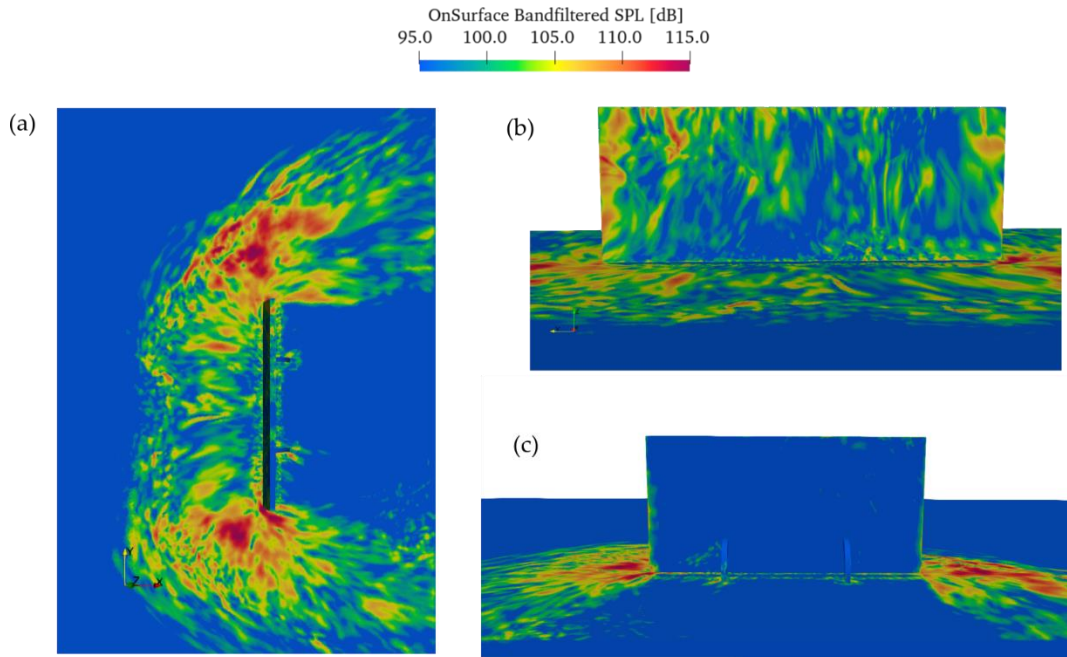 OnSurface Bandfiltered SPL [dB]
95.0 100.0 105.0 110.0 115.0
(a)
(b)
(c)
Y
Z X